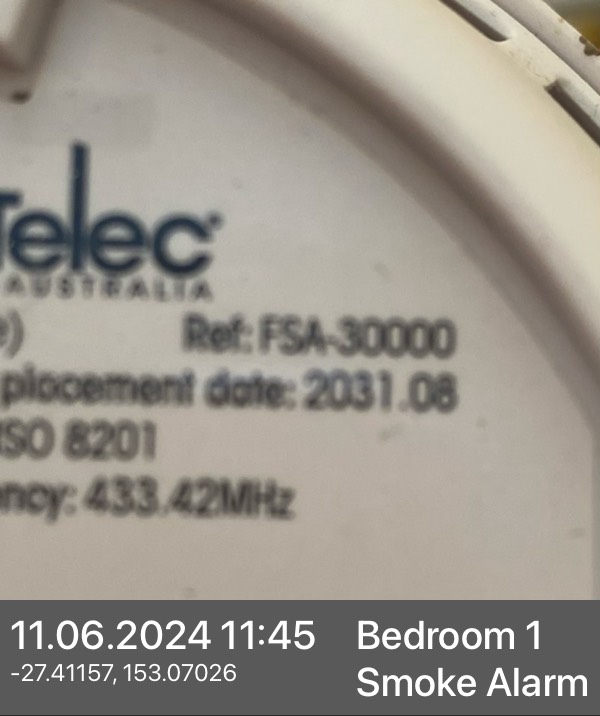 Telec
AUSTRALIA
Ref: FSA-30000
placement date: 2031.08
ISO 8201
ency: 433.42MHz
11.06.2024 11:45
-27.41157, 153.07026
Bedroom 1
Smoke Alarm